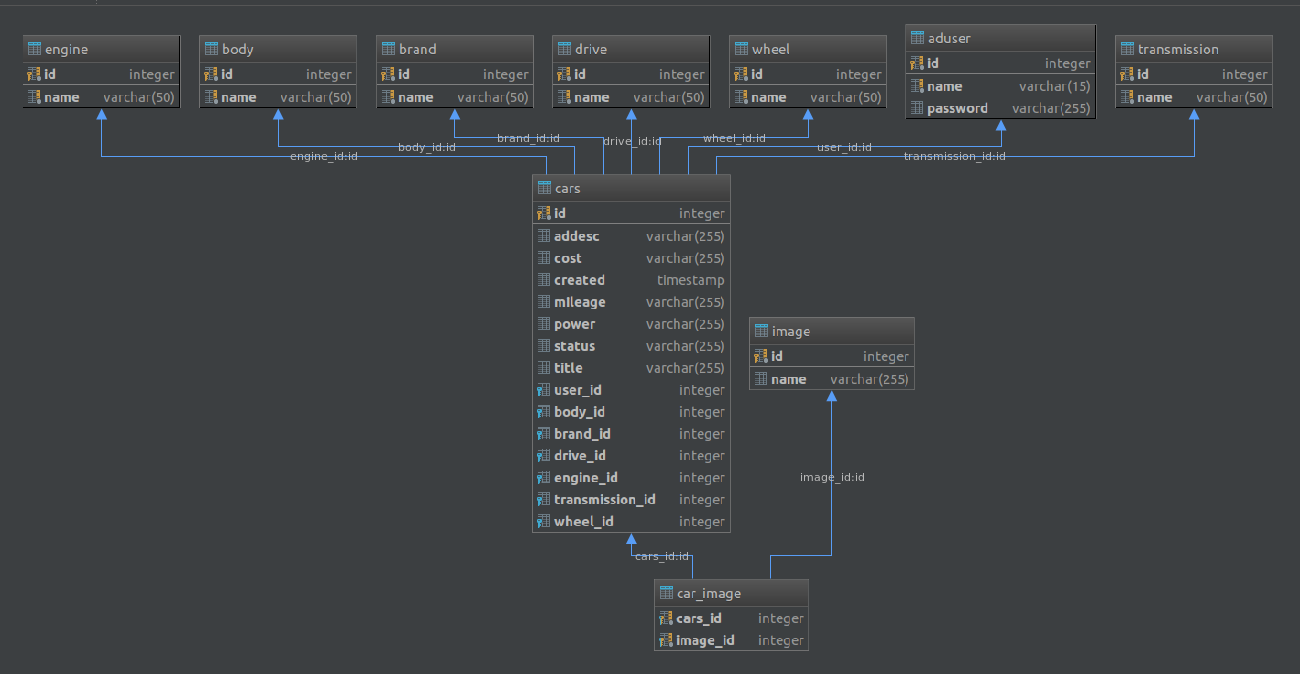 engine
id integer
name varchar(50)
body
id integer
name varchar(50)
brand
id integer
name varchar(50)
drive
id integer
name varchar(50)
wheel
id integer
name varchar(50)
aduser
id integer
name varchar(15)
password varchar(255)
transmission
id integer
name varchar(50)
engine_id:id
body_id:id
brand_id:id
drive_id:id
wheel_id:id
user_id:id
transmission_id:id
cars
id integer
addesc varchar(255)
cost varchar(255)
created timestamp
mileage varchar(255)
power varchar(255)
status varchar(255)
title varchar(255)
user_id integer
body_id integer
brand_id integer
drive_id integer
engine_id integer
transmission_id integer
wheel_id integer
image
id integer
name varchar(255)
image_id:id
cars_id:id
car_image
cars_id integer
image_id integer